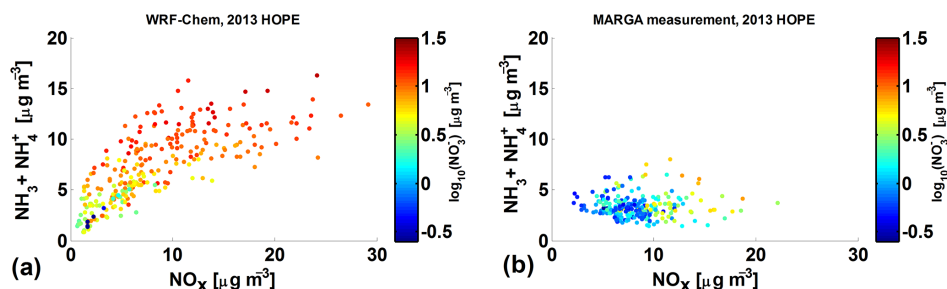 WRF-Chem, 2013 HOPE
20
15
10
5
0
NH₃ + NH₄⁺ [μg m⁻³]
0
10
20
30
NOₓ [μg m⁻³]
(a)
1.5
1
0.5
0
-0.5
log₁₀(NO₃⁻) [μg m⁻³]
MARGA measurement, 2013 HOPE
20
15
10
5
0
NH₃ + NH₄⁺ [μg m⁻³]
0
10
20
30
NOₓ [μg m⁻³]
(b)
1.5
1
0.5
0
-0.5
log₁₀(NO₃⁻) [μg m⁻³]